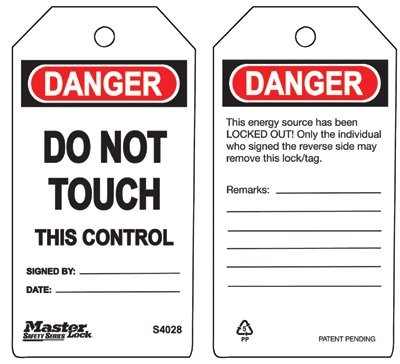 DANGER
DO NOT
TOUCH
THIS CONTROL
SIGNED BY:
DATE:
Master Lock
SAFETY SERIES
S4028
DANGER
This energy source has been
LOCKED OUT! Only the individual
who signed the reverse side may
remove this lock/tag.
Remarks:
5
PP
PATENT PENDING